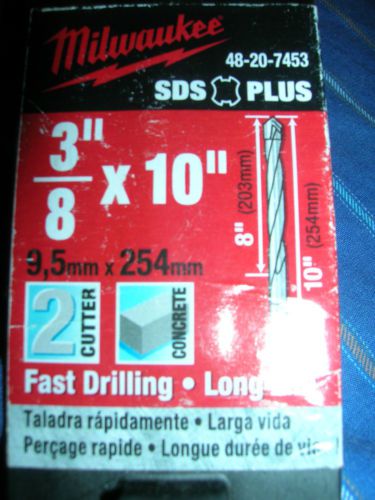 Milwaukee
48-20-7453
SDS PLUS
3" 
8 x 10"
8" (203mm)
10" (254mm)
9,5mm x 254mm
2 CUTTER
CONCRETE
Fast Drilling • Long
Taladra rápidamente • Larga vida
Perçage rapide • Longue durée de